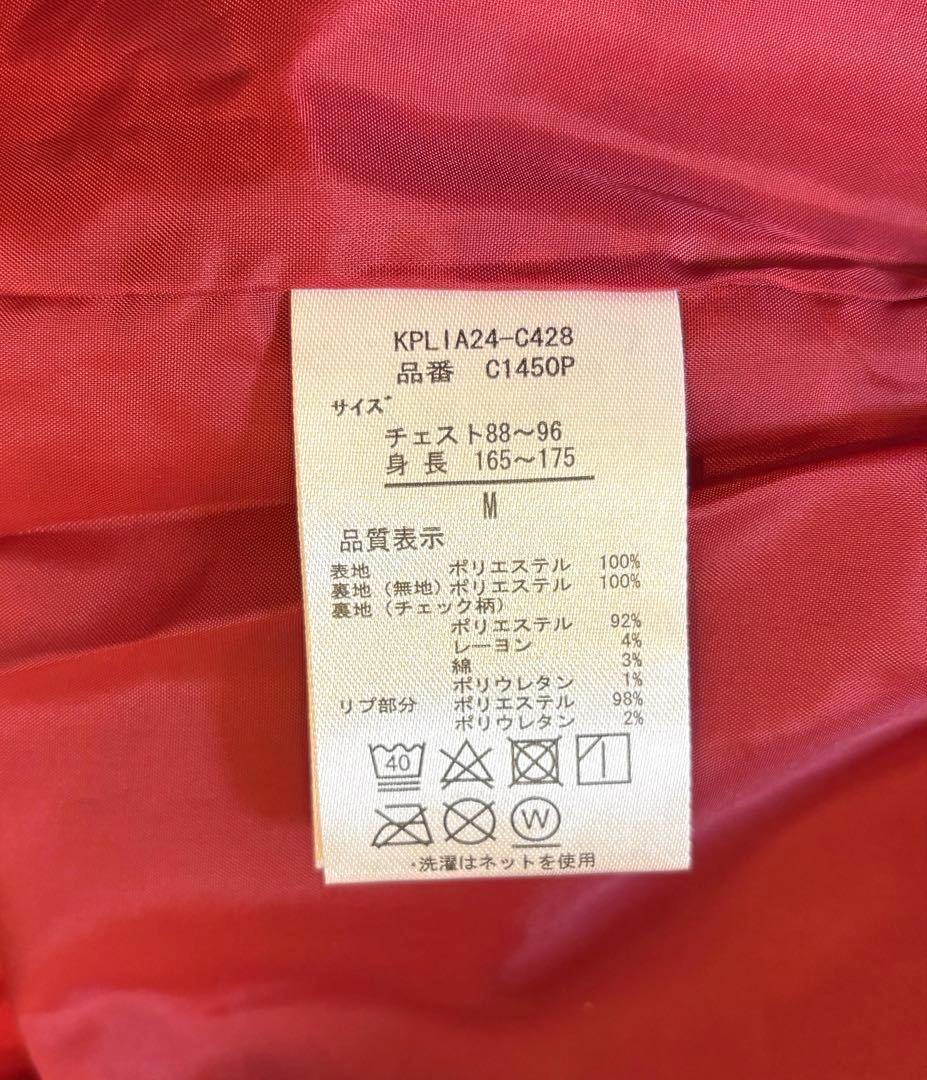 KPLIA24-C428
品番 C1450P
サイズ
チェスト88～96
身長 165～175
M
品質表示
表地 ポリエステル 100%
裏地（無地）ポリエステル 100%
裏地（チェック柄）
ポリエステル 92%
レーヨン 4%
綿 3%
ポリウレタン 1%
リブ部分 ポリエステル 98%
ポリウレタン 2%
40
W
・洗濯はネットを使用